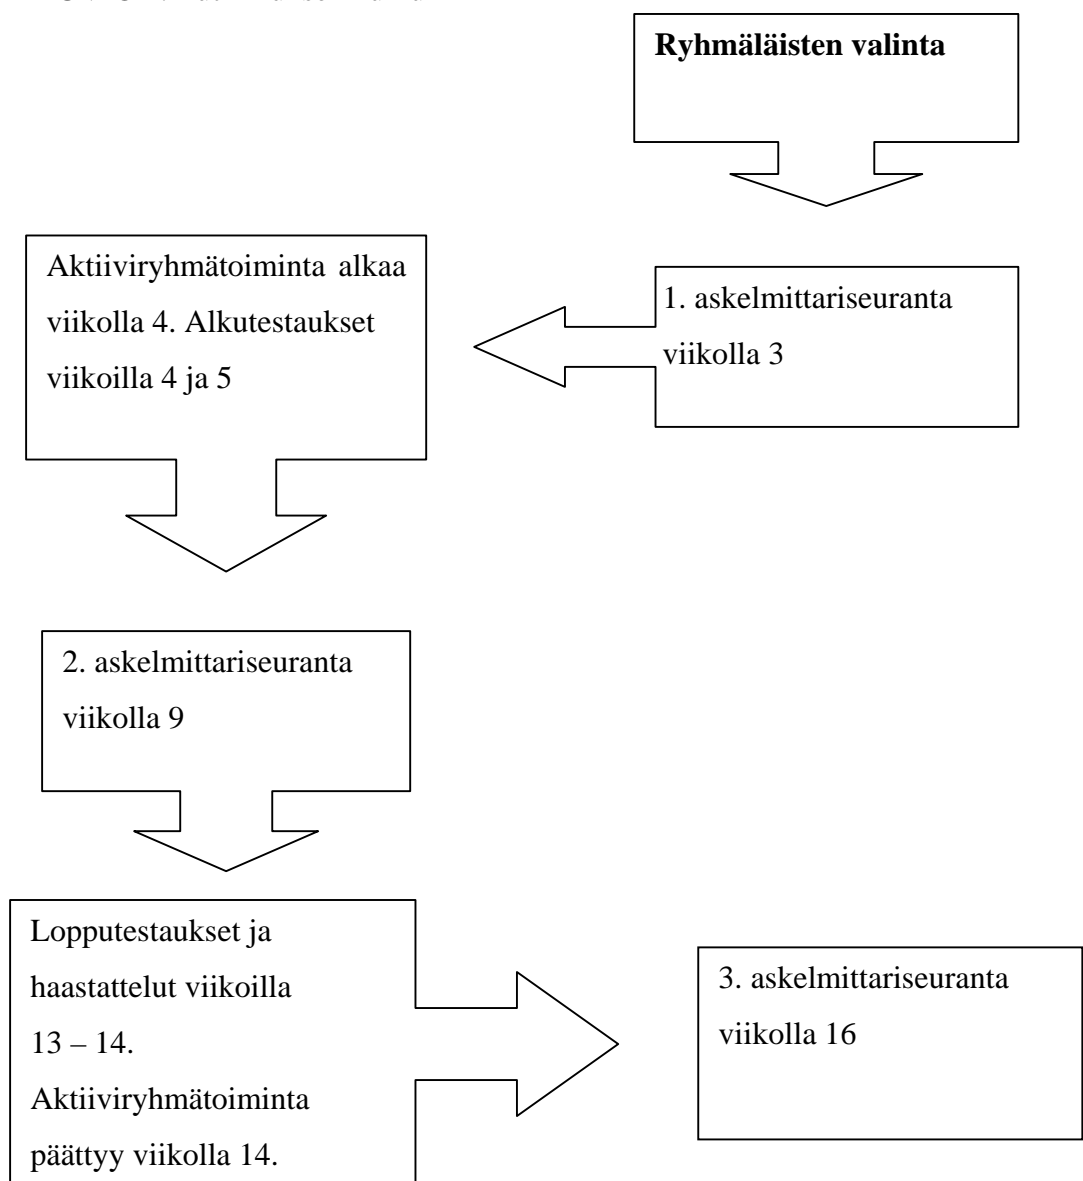 Ryhmäläisten valinta
1. askelmittariseuranta
viikolla 3
Aktiiviryhmätoiminta alkaa
viikolla 4. Alkutestaukset
viikoilla 4 ja 5
2. askelmittariseuranta
viikolla 9
Lopputestaukset ja
haastattelut viikoilla
13 – 14.
Aktiiviryhmätoiminta
päättyy viikolla 14.
3. askelmittariseuranta
viikolla 16